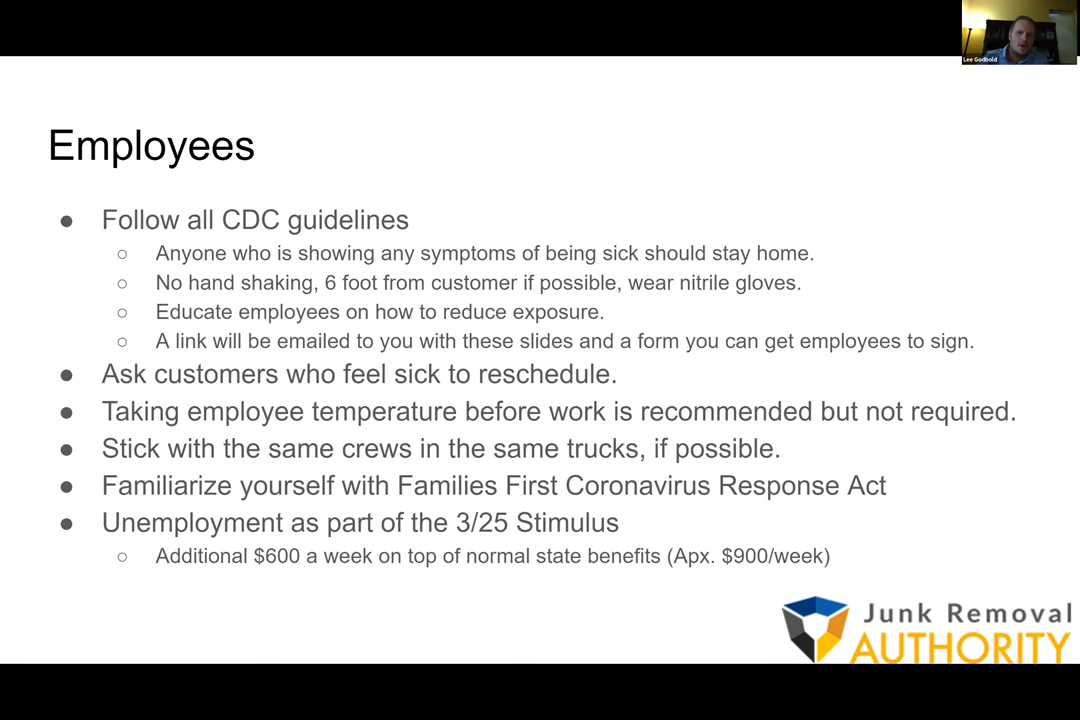 Lee Godbold
Employees
● Follow all CDC guidelines
○ Anyone who is showing any symptoms of being sick should stay home.
○ No hand shaking, 6 foot from customer if possible, wear nitrile gloves.
○ Educate employees on how to reduce exposure.
○ A link will be emailed to you with these slides and a form you can get employees to sign.
● Ask customers who feel sick to reschedule.
● Taking employee temperature before work is recommended but not required.
● Stick with the same crews in the same trucks, if possible.
● Familiarize yourself with Families First Coronavirus Response Act
● Unemployment as part of the 3/25 Stimulus
○ Additional $600 a week on top of normal state benefits (Apx. $900/week)
Junk Removal
AUTHORITY